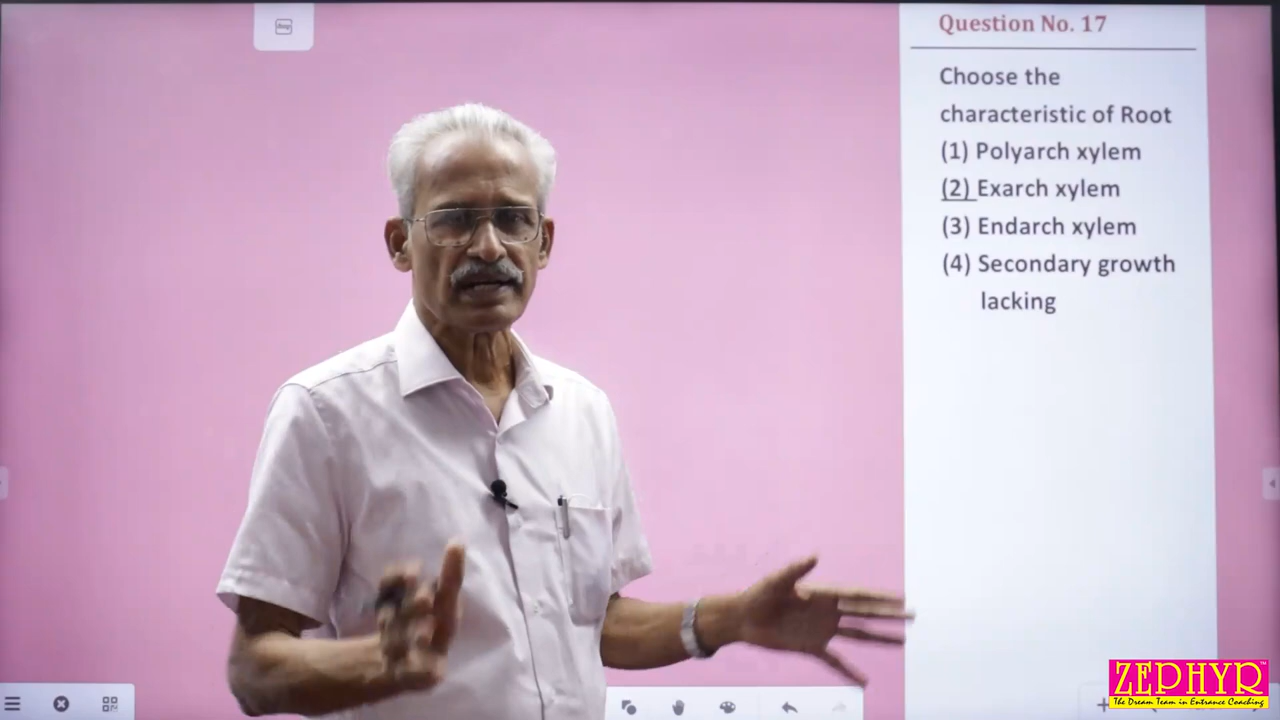 Question No. 17
Choose the
characteristic of Root
(1) Polyarch xylem
(2) Exarch xylem
(3) Endarch xylem
(4) Secondary growth
lacking
ZEPHYR™
The Dream Team in Entrance Coaching